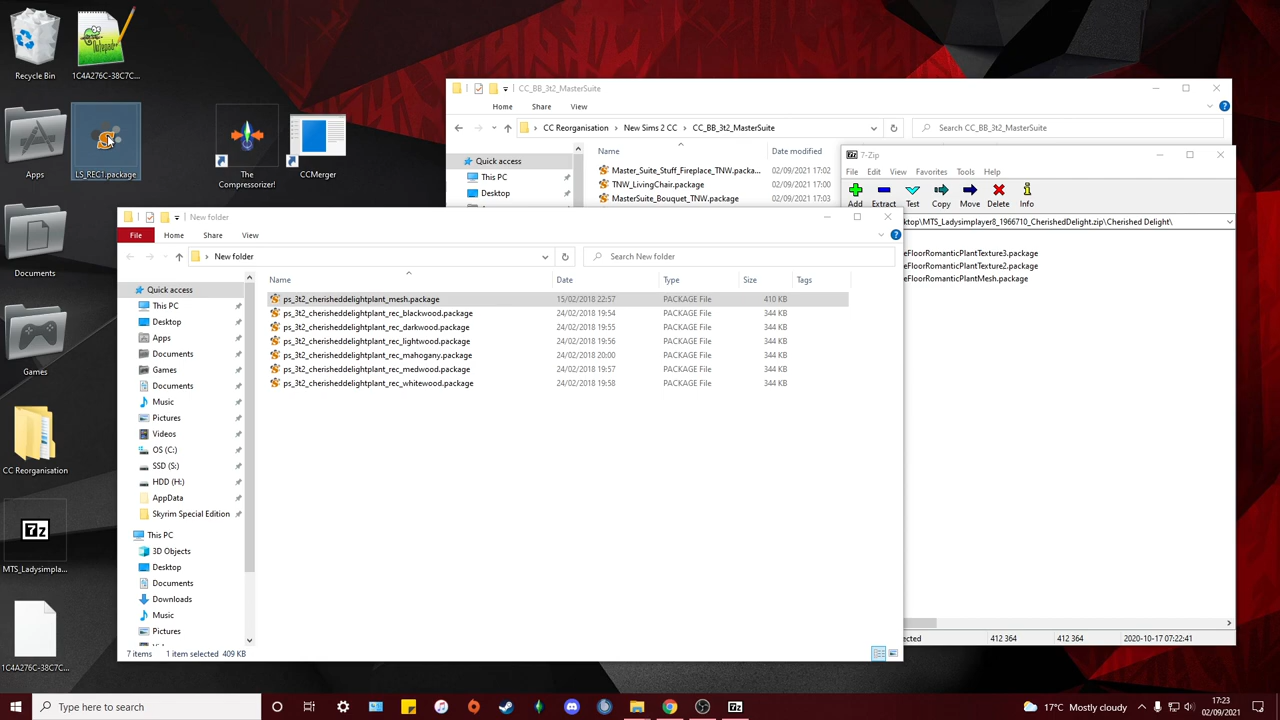 Recycle Bin
1C4A276C-38C7C...
Apps
LS_REC1.package
The
Compressorizer!
CCMerger
Documents
Games
CC Reorganisation
MTS_Ladysimpla...
1C4A276C-38C7C...
CC_BB_3t2_MasterSuite
Home Share View
CC Reorganisation New Sims 2 CC CC_BB_3t2_MasterSuite
Search CC_BB_3t2_MasterSuite
Quick access
This PC
Desktop
Name Date modified
Master_Suite_Stuff_Fireplace_TNW.packa... 02/09/2021 17:02
TNW_LivingChair.package 02/09/2021 17:02
MasterSuite_Bouquet_TNW.package 02/09/2021 17:03
7-Zip
File Edit View Favorites Tools Help
Add Extract Test Copy Move Delete Info
ktop\MTS_Ladysimplayer8_1966710_CherishedDelight.zip\Cherished Delight\
eFloorRomanticPlantTexture3.package
eFloorRomanticPlantTexture2.package
eFloorRomanticPlantMesh.package
ected 412 364 412 364 2020-10-17 07:22:41
New folder
File Home Share View
New folder
Search New folder
Name Date Type Size Tags
ps_3t2_cherisheddelightplant_mesh.package 15/02/2018 22:57 PACKAGE File 410 KB
ps_3t2_cherisheddelightplant_rec_blackwood.package 24/02/2018 19:54 PACKAGE File 344 KB
ps_3t2_cherisheddelightplant_rec_darkwood.package 24/02/2018 19:55 PACKAGE File 344 KB
ps_3t2_cherisheddelightplant_rec_lightwood.package 24/02/2018 19:56 PACKAGE File 344 KB
ps_3t2_cherisheddelightplant_rec_mahogany.package 24/02/2018 20:00 PACKAGE File 344 KB
ps_3t2_cherisheddelightplant_rec_medwood.package 24/02/2018 19:57 PACKAGE File 344 KB
ps_3t2_cherisheddelightplant_rec_whitewood.package 24/02/2018 19:58 PACKAGE File 344 KB
Quick access
This PC
Desktop
Apps
Documents
Games
Documents
Music
Pictures
Videos
OS (C:)
SSD (S:)
HDD (H:)
AppData
Skyrim Special Edition
This PC
3D Objects
Desktop
Documents
Downloads
Music
Pictures
7 items 1 item selected 409 KB
Type here to search
17°C Mostly cloudy
17:23
02/09/2021